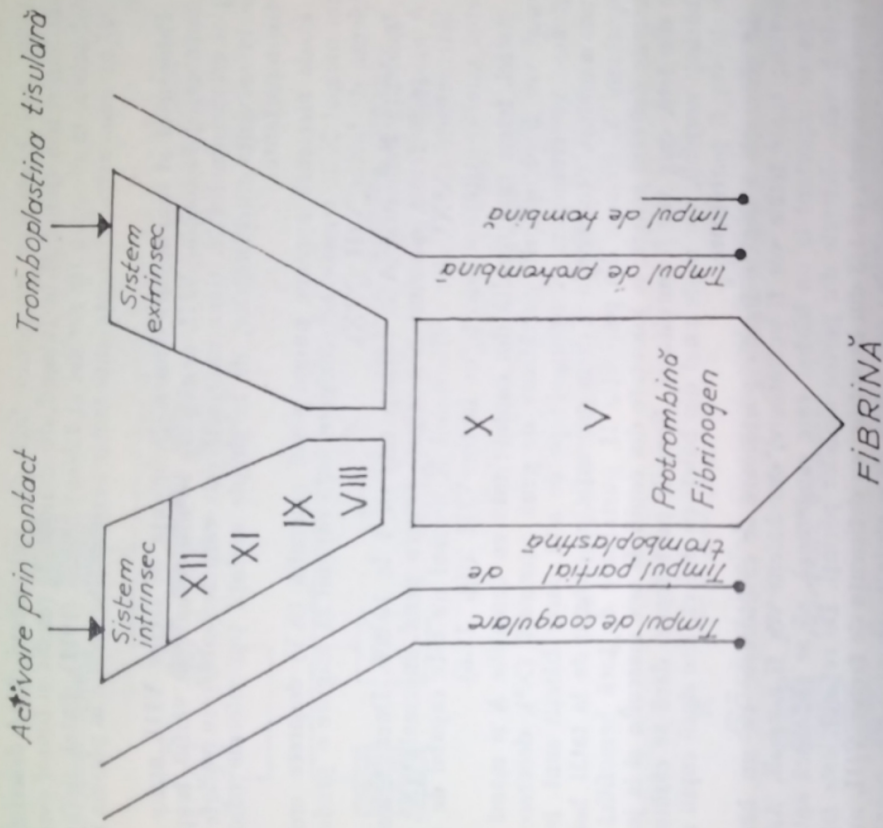 Activare prin contact
Tromboplastina tisulară
Sistem
intrinsec
Sistem
extrinsec
XII
XI
IX
VIII
X
V
Protrombină
Fibrinogen
Timpul de coagulare
Timpul parțial de
tromboplastină
Timpul de protrombină
Timpul de trombină
FIBRINĂ